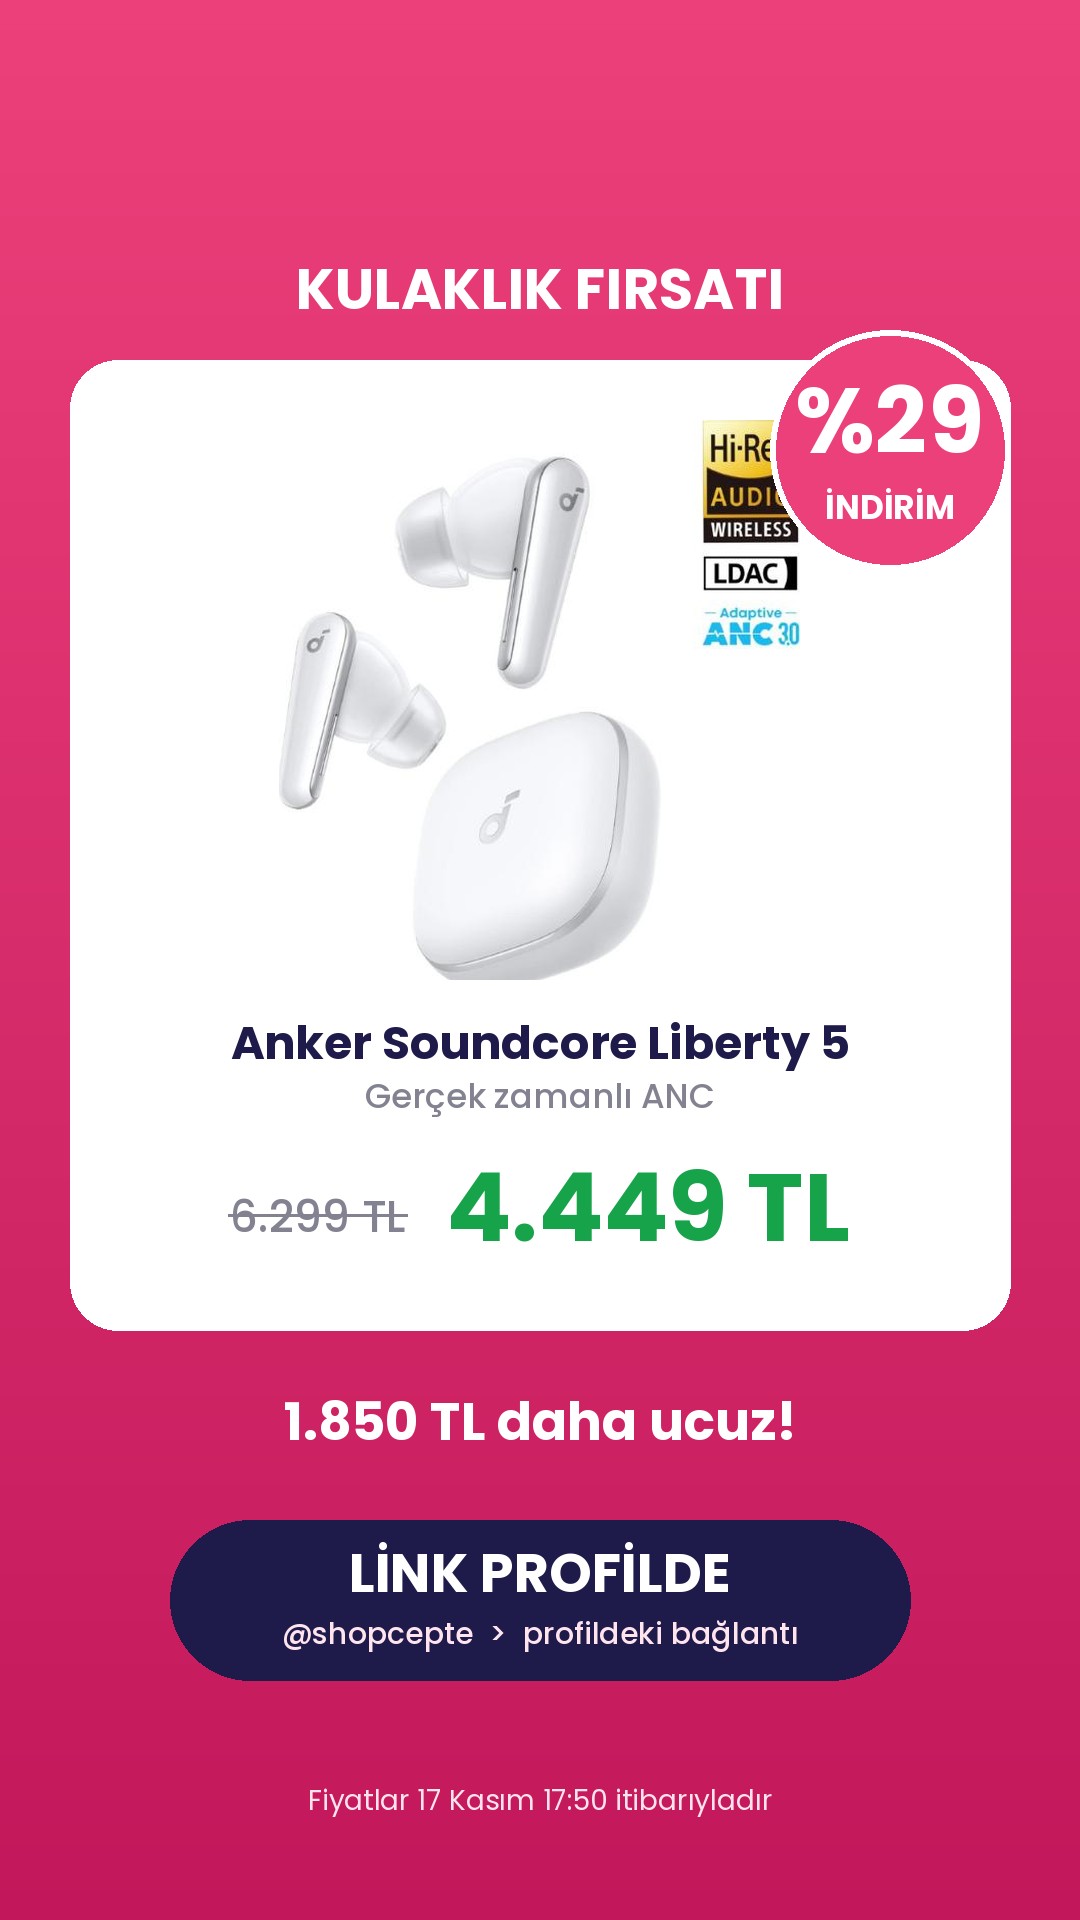 KULAKLIK FIRSATI
%29
İNDİRİM
AUDIO
WIRELESS
LDAC
Adaptive
ANC 3.0
Anker Soundcore Liberty 5
Gerçek zamanlı ANC
6.299 TL 4.449 TL
1.850 TL daha ucuz!
LİNK PROFİLDE
@shopcepte > profildeki bağlantı
Fiyatlar 17 Kasım 17:50 itibarıyladır